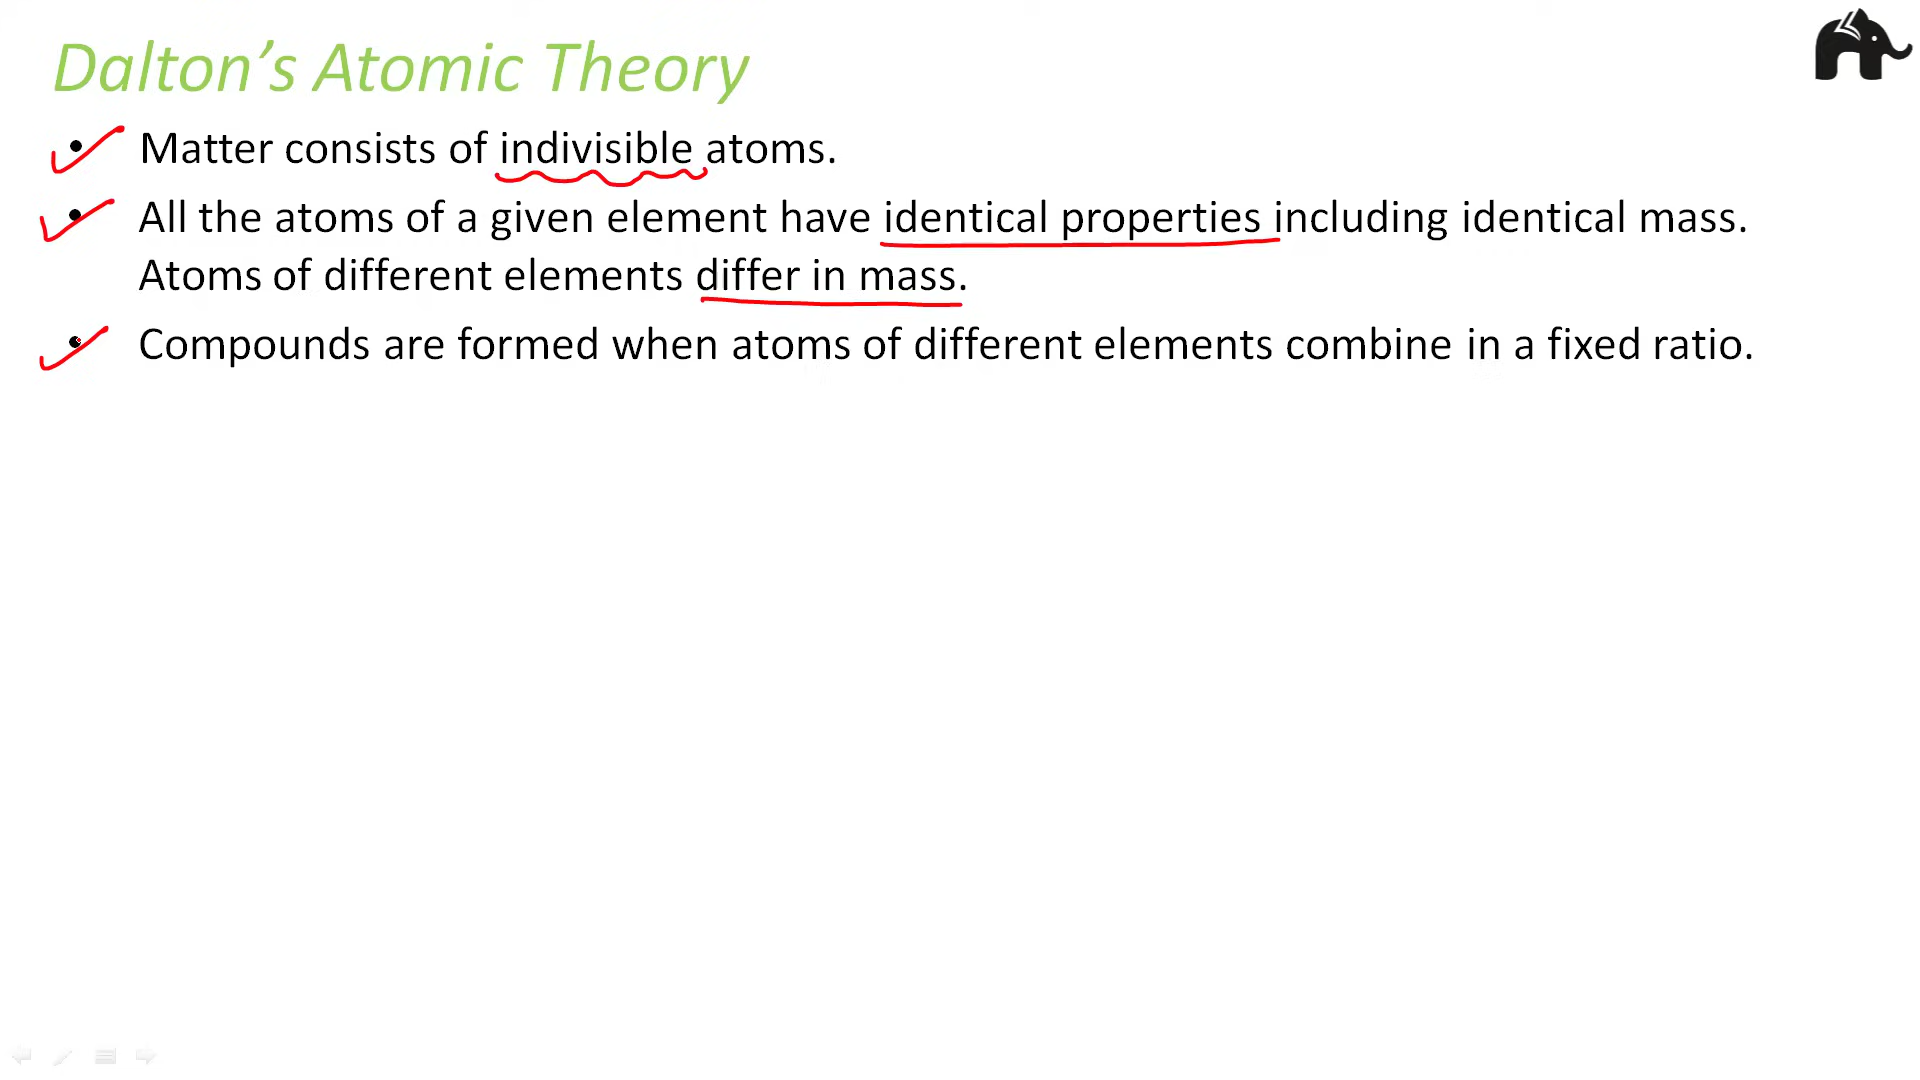 Dalton’s Atomic Theory
• Matter consists of indivisible atoms.
• All the atoms of a given element have identical properties including identical mass.
Atoms of different elements differ in mass.
• Compounds are formed when atoms of different elements combine in a fixed ratio.